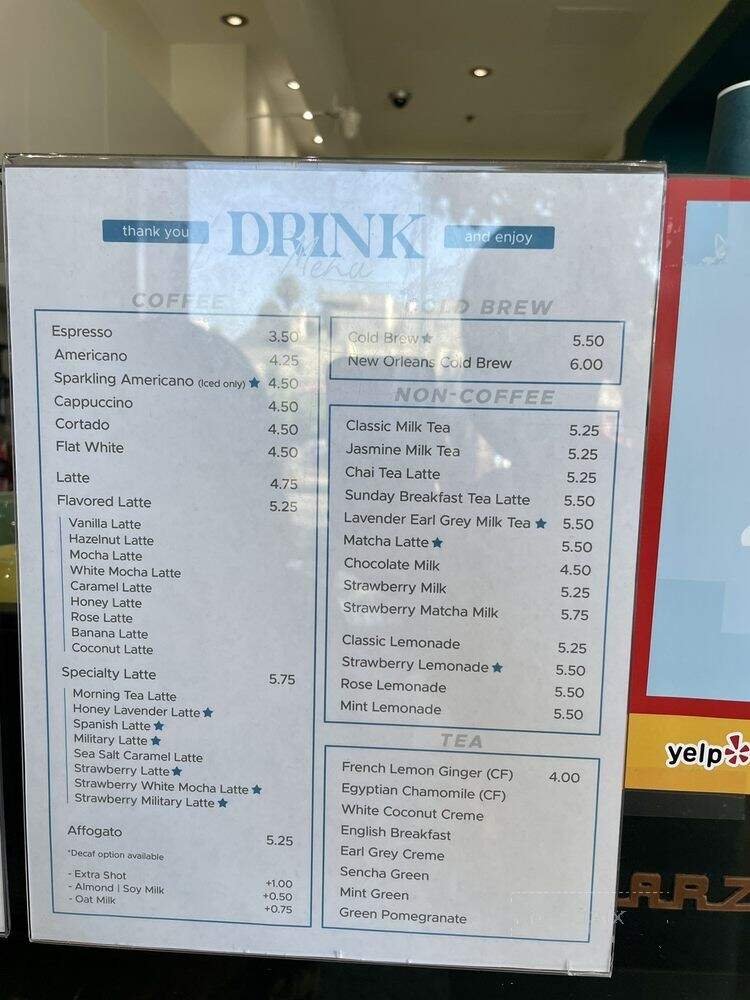 thank you DRINK and enjoy
Menu
COFFEE
Espresso 3.50
Americano 4.25
Sparkling Americano (Iced only) ★ 4.50
Cappuccino 4.50
Cortado 4.50
Flat White 4.50
Latte 4.75
Flavored Latte 5.25
Vanilla Latte
Hazelnut Latte
Mocha Latte
White Mocha Latte
Caramel Latte
Honey Latte
Rose Latte
Banana Latte
Coconut Latte
Specialty Latte 5.75
Morning Tea Latte
Honey Lavender Latte ★
Spanish Latte ★
Military Latte ★
Sea Salt Caramel Latte
Strawberry Latte ★
Strawberry White Mocha Latte ★
Strawberry Military Latte ★
Affogato 5.25
*Decaf option available
- Extra Shot +1.00
- Almond | Soy Milk +0.50
- Oat Milk +0.75
COLD BREW
Cold Brew ★ 5.50
New Orleans Cold Brew 6.00
NON-COFFEE
Classic Milk Tea 5.25
Jasmine Milk Tea 5.25
Chai Tea Latte 5.25
Sunday Breakfast Tea Latte 5.50
Lavender Earl Grey Milk Tea ★ 5.50
Matcha Latte ★ 5.50
Chocolate Milk 4.50
Strawberry Milk 5.25
Strawberry Matcha Milk 5.75
Classic Lemonade 5.25
Strawberry Lemonade ★ 5.50
Rose Lemonade 5.50
Mint Lemonade 5.50
TEA
French Lemon Ginger (CF) 4.00
Egyptian Chamomile (CF)
White Coconut Creme
English Breakfast
Earl Grey Creme
Sencha Green
Mint Green
Green Pomegranate
yelp